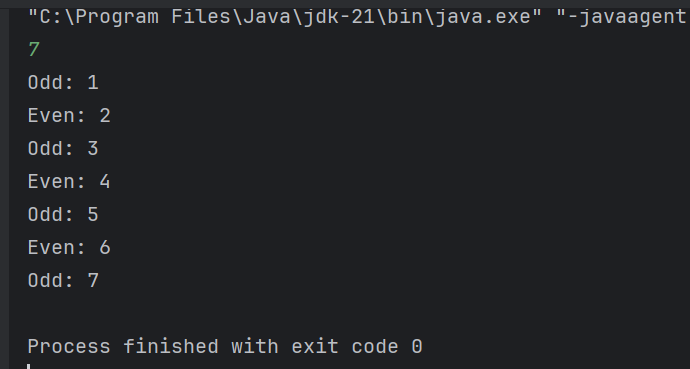 "C:\Program Files\Java\jdk-21\bin\java.exe" "-javaagent
7
Odd: 1
Even: 2
Odd: 3
Even: 4
Odd: 5
Even: 6
Odd: 7
Process finished with exit code 0